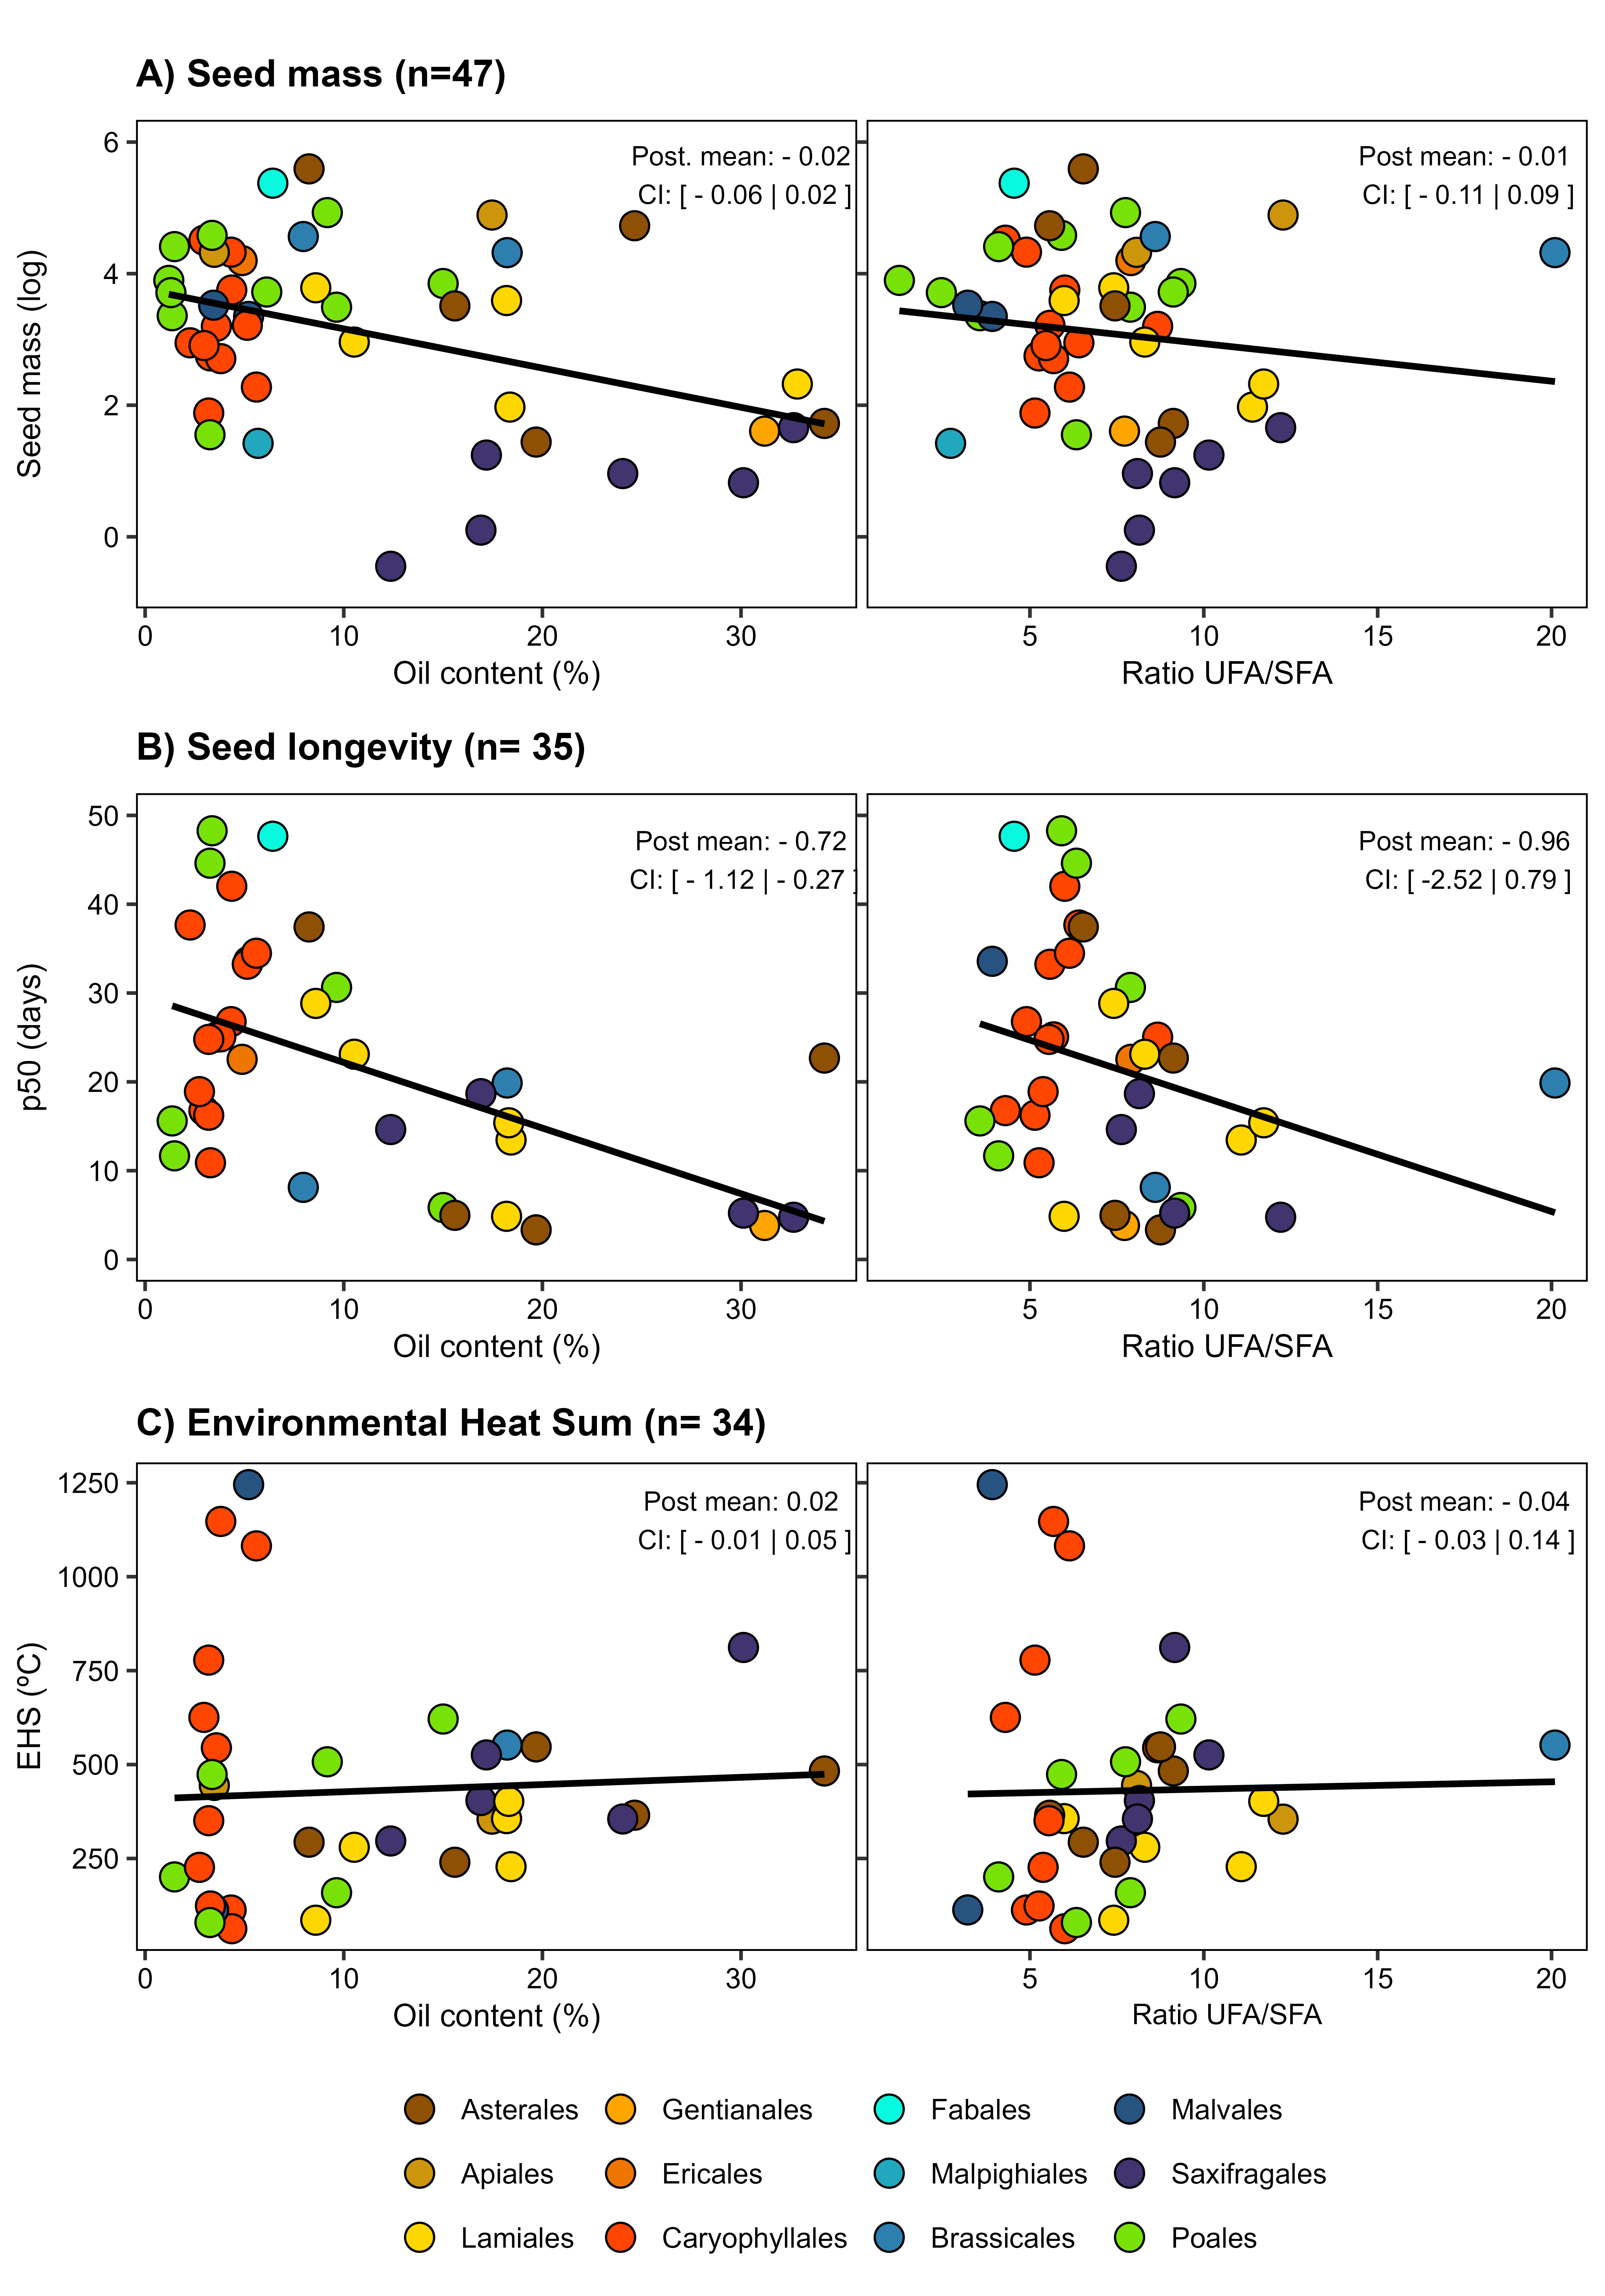 A) Seed mass (n=47)
Post. mean: - 0.02
CI: [ - 0.06 | 0.02 ]
Post mean: - 0.01
CI: [ - 0.11 | 0.09 ]
Seed mass (log)
6
4
2
0
0 10 20 30
5 10 15 20
Oil content (%)
Ratio UFA/SFA
B) Seed longevity (n= 35)
Post mean: - 0.72
CI: [ - 1.12 | - 0.27 ]
Post mean: - 0.96
CI: [ -2.52 | 0.79 ]
p50 (days)
50
40
30
20
10
0
0 10 20 30
5 10 15 20
Oil content (%)
Ratio UFA/SFA
C) Environmental Heat Sum (n= 34)
Post mean: 0.02
CI: [ - 0.01 | 0.05 ]
Post mean: - 0.04
CI: [ - 0.03 | 0.14 ]
EHS (ºC)
1250
1000
750
500
250
0 10 20 30
5 10 15 20
Oil content (%)
Ratio UFA/SFA
Asterales Gentianales Fabales Malvales
Apiales Ericales Malpighiales Saxifragales
Lamiales Caryophyllales Brassicales Poales